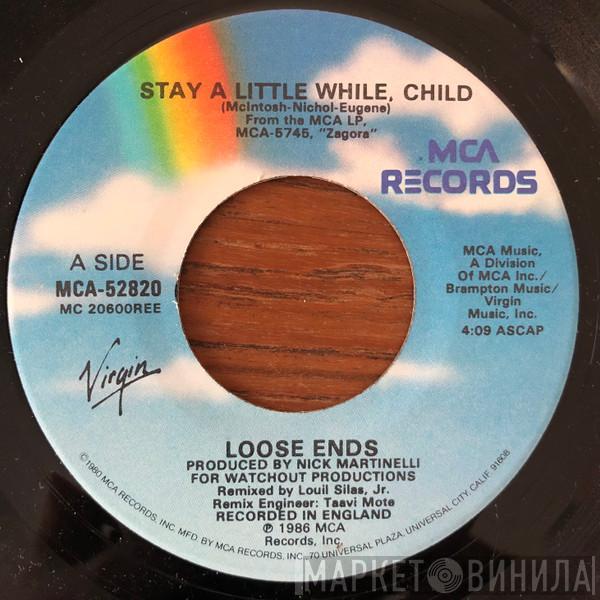 STAY A LITTLE WHILE, CHILD
(McIntosh-Nichol-Eugene)
From the MCA LP,
MCA-5745, "Zagora"
MCA
RECORDS
A SIDE
MCA-52820
MC 20600REE
MCA Music,
A Division
Of MCA Inc./
Brampton Music/
Virgin
Music, Inc.
4:09 ASCAP
Virgin
LOOSE ENDS
PRODUCED BY NICK MARTINELLI
FOR WATCHOUT PRODUCTIONS
Remixed by Louil Silas, Jr.
Remix Engineer: Taavi Mote
RECORDED IN ENGLAND
℗ 1986 MCA
Records, Inc.
©1980 MCA RECORDS, INC. MFD. BY MCA RECORDS, INC., 70 UNIVERSAL PLAZA, UNIVERSAL CITY, CALIF. 91608
МАРКЕТ ВИНИЛА